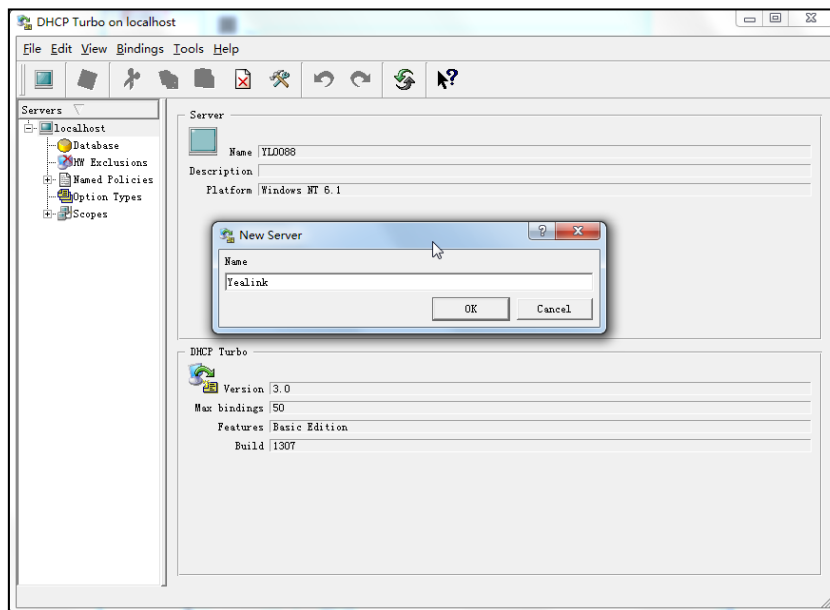 DHCP Turbo on localhost
File Edit View Bindings Tools Help
Servers
localhost
Database
HW Exclusions
Named Policies
Option Types
Scopes
Server
Name YL0088
Description
Platform Windows NT 6.1
New Server
Name
Yealink
OK Cancel
DHCP Turbo
Version 3.0
Max bindings 50
Features Basic Edition
Build 1307